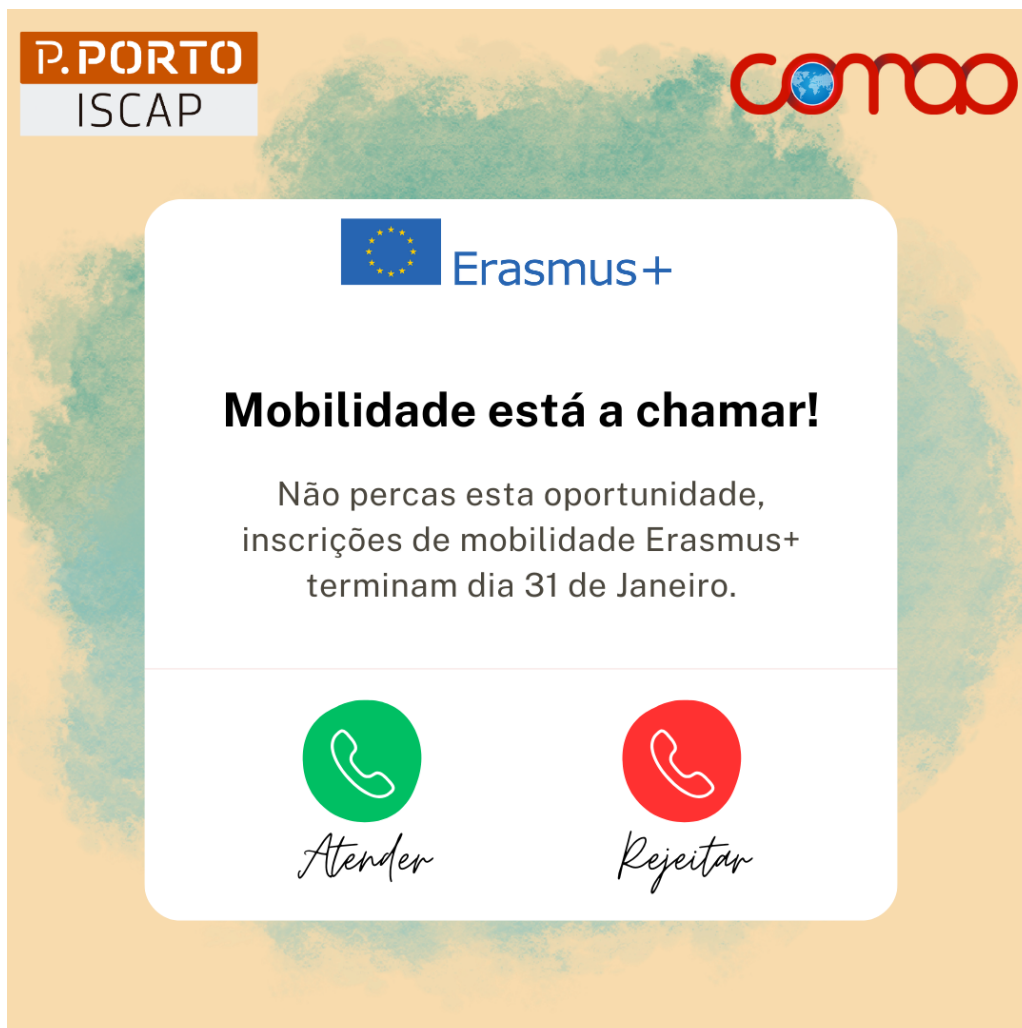 P.PORTO
ISCAP
comap
Erasmus+
Mobilidade está a chamar!
Não percas esta oportunidade,
inscrições de mobilidade Erasmus+
terminam dia 31 de Janeiro.
Atender
Rejeitar